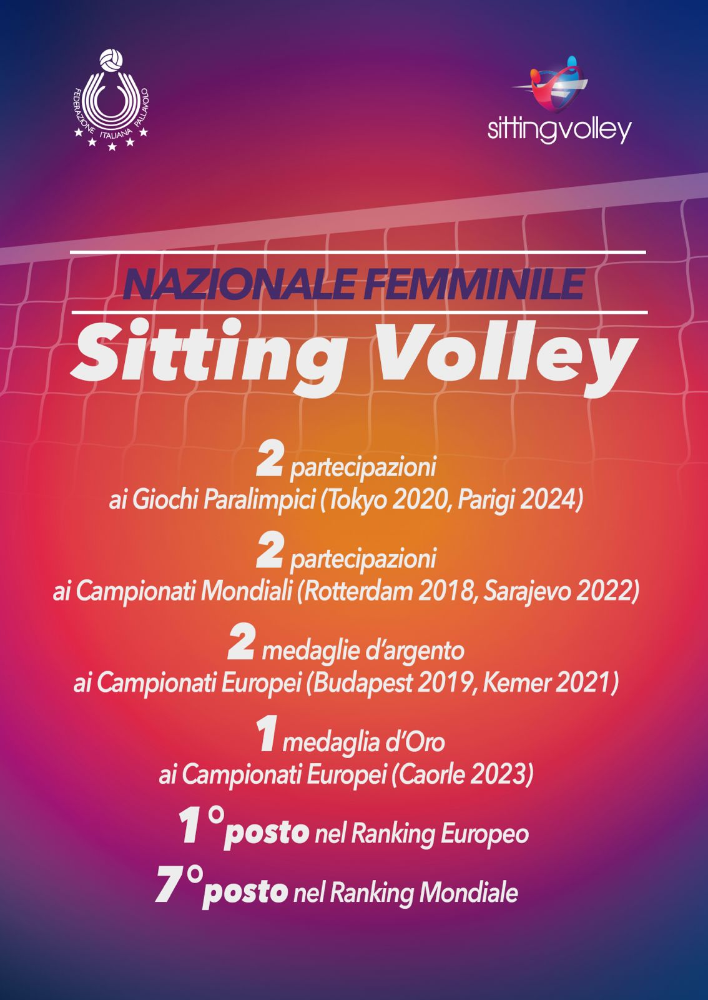 FEDERAZIONE ITALIANA PALLAVOLO
sittingvolley
NAZIONALE FEMMINILE
Sitting Volley
2 partecipazioni
ai Giochi Paralimpici (Tokyo 2020, Parigi 2024)
2 partecipazioni
ai Campionati Mondiali (Rotterdam 2018, Sarajevo 2022)
2 medaglie d’argento
ai Campionati Europei (Budapest 2019, Kemer 2021)
1 medaglia d’Oro
ai Campionati Europei (Caorle 2023)
1°posto nel Ranking Europeo
7°posto nel Ranking Mondiale